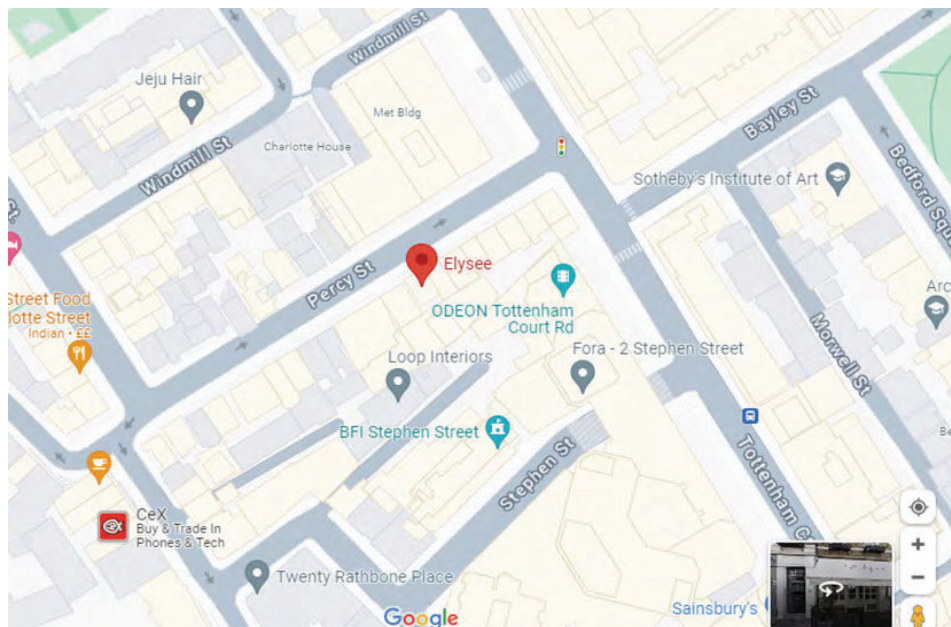 Windmill St
Jeju Hair
Met Bldg
Charlotte House
Bayley St
Windmill St
Sotheby's Institute of Art
Bedford Squ
St
Elysee
Percy St
Street Food
lotte Street
Indian • ££
ODEON Tottenham
Court Rd
Arc
Loop Interiors
Fora - 2 Stephen Street
Morwell St
BFI Stephen Street
Be
Stephen St
Tottenham C
CeX
Buy & Trade In
Phones & Tech
Twenty Rathbone Place
Google
Sainsbury's